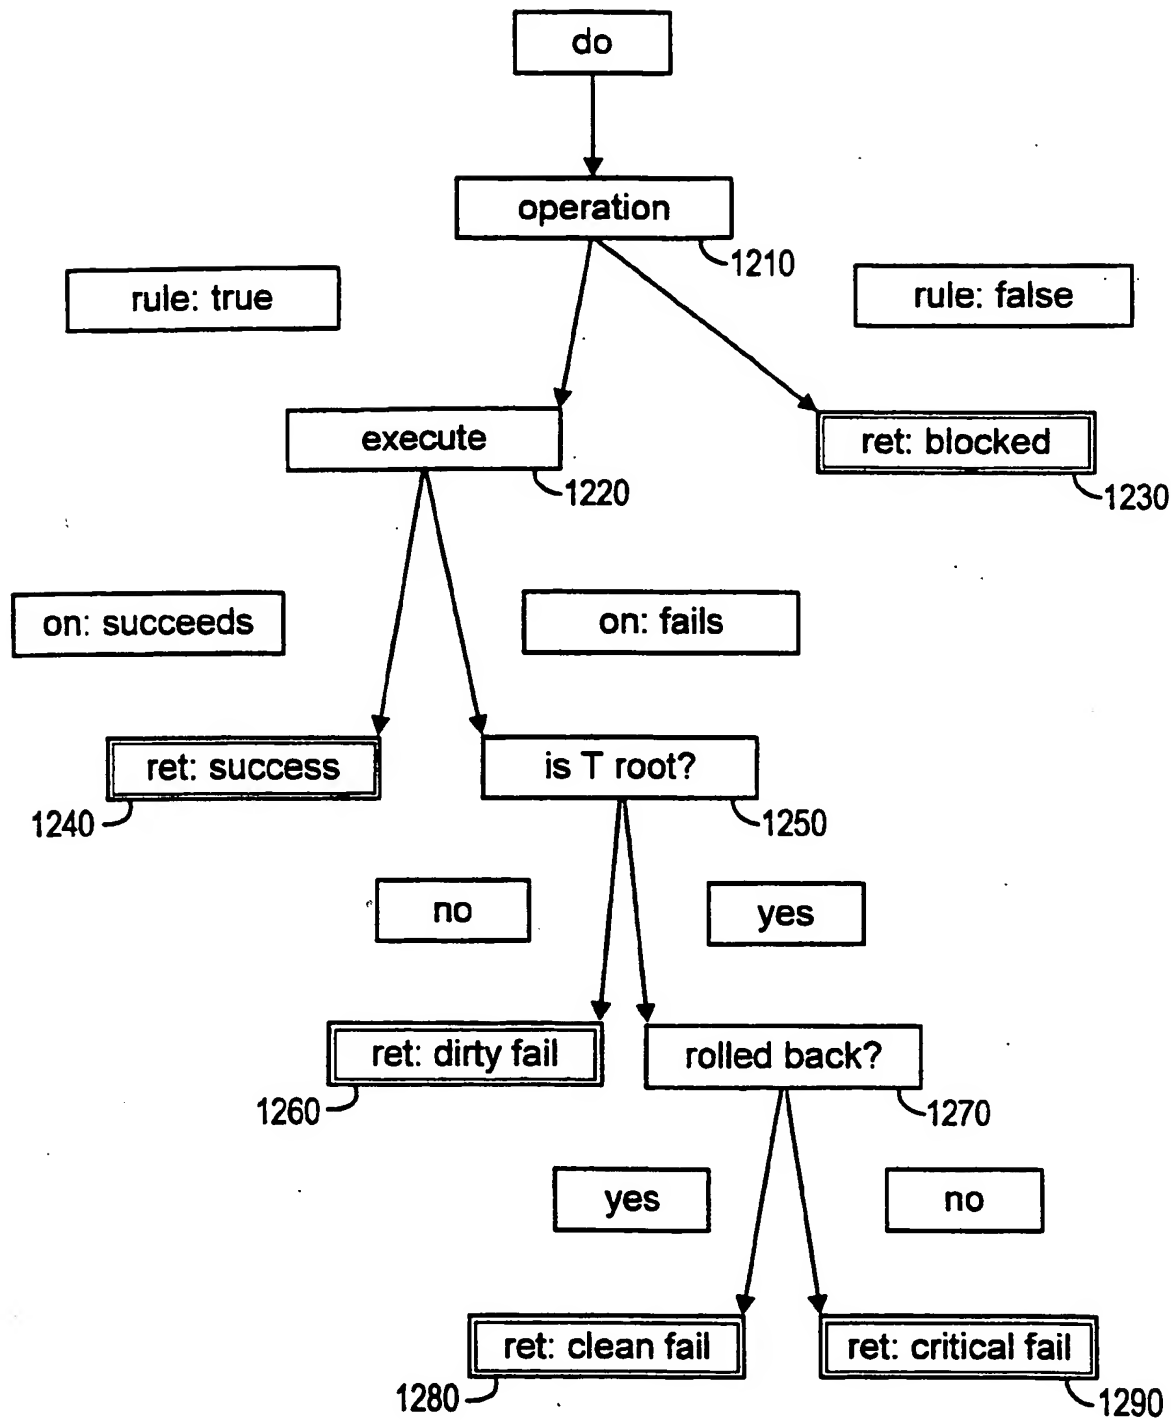 do
operation
1210
rule: true
rule: false
execute
1220
ret: blocked
1230
on: succeeds
on: fails
ret: success
1240
is T root?
1250
no
yes
ret: dirty fail
1260
rolled back?
1270
yes
no
ret: clean fail
1280
ret: critical fail
1290